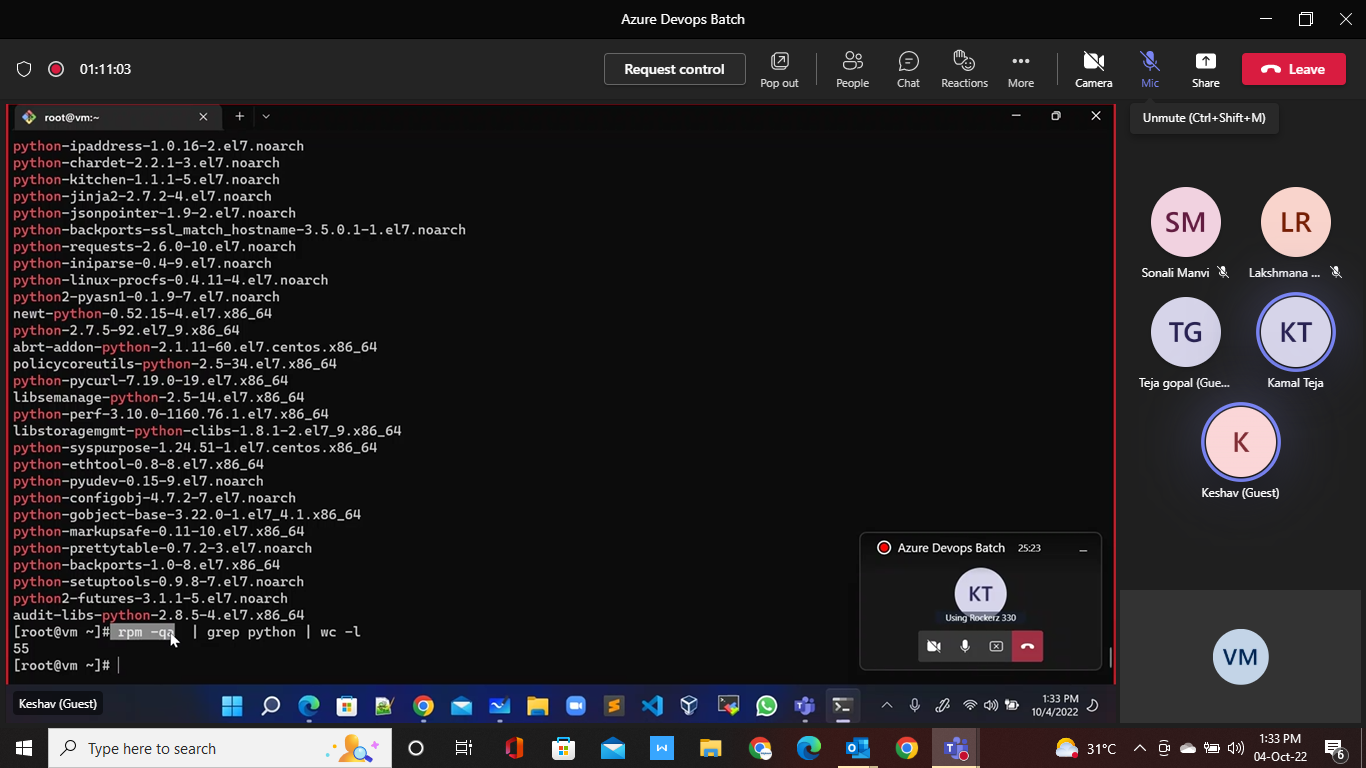 Azure Devops Batch
01:11:03
Request control
Pop out
People
Chat
Reactions
More
Camera
Mic
Share
Leave
Unmute (Ctrl+Shift+M)
root@vm:~
python-ipaddress-1.0.16-2.el7.noarch
python-chardet-2.2.1-3.el7.noarch
python-kitchen-1.1.1-5.el7.noarch
python-jinja2-2.7.2-4.el7.noarch
python-jsonpointer-1.9-2.el7.noarch
python-backports-ssl_match_hostname-3.5.0.1-1.el7.noarch
python-requests-2.6.0-10.el7.noarch
python-iniparse-0.4-9.el7.noarch
python-linux-procfs-0.4.11-4.el7.noarch
python2-pyasn1-0.1.9-7.el7.noarch
newt-python-0.52.15-4.el7.x86_64
python-2.7.5-92.el7_9.x86_64
abrt-addon-python-2.1.11-60.el7.centos.x86_64
policycoreutils-python-2.5-34.el7.x86_64
python-pycurl-7.19.0-19.el7.x86_64
libsemanage-python-2.5-14.el7.x86_64
python-perf-3.10.0-1160.76.1.el7.x86_64
libstoragemgmt-python-clibs-1.8.1-2.el7_9.x86_64
python-syspurpose-1.24.51-1.el7.centos.x86_64
python-ethtool-0.8-8.el7.x86_64
python-pyudev-0.15-9.el7.noarch
python-configobj-4.7.2-7.el7.noarch
python-gobject-base-3.22.0-1.el7_4.1.x86_64
python-markupsafe-0.11-10.el7.x86_64
python-prettytable-0.7.2-3.el7.noarch
python-backports-1.0-8.el7.x86_64
python-setuptools-0.9.8-7.el7.noarch
python2-futures-3.1.1-5.el7.noarch
audit-libs-python-2.8.5-4.el7.x86_64
[root@vm ~]# rpm -qa | grep python | wc -l
55
[root@vm ~]#
Azure Devops Batch 25:23
KT
Using Rockerz 330
SM
Sonali Manvi
LR
Lakshmana ...
TG
Teja gopal (Gue...
KT
Kamal Teja
K
Keshav (Guest)
VM
Keshav (Guest)
1:33 PM
10/4/2022
Type here to search
31°C
1:33 PM
04-Oct-22
6